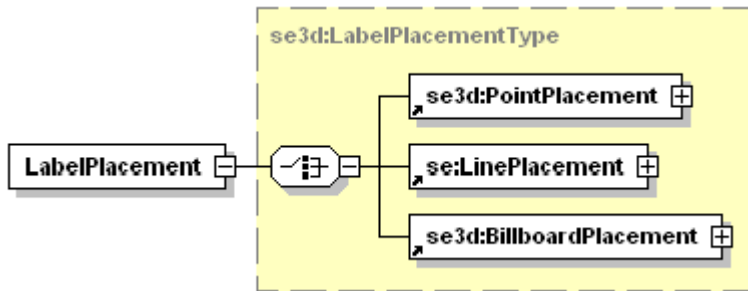 se3d:LabelPlacementType
se3d:PointPlacement
LabelPlacement
se:LinePlacement
se3d:BillboardPlacement